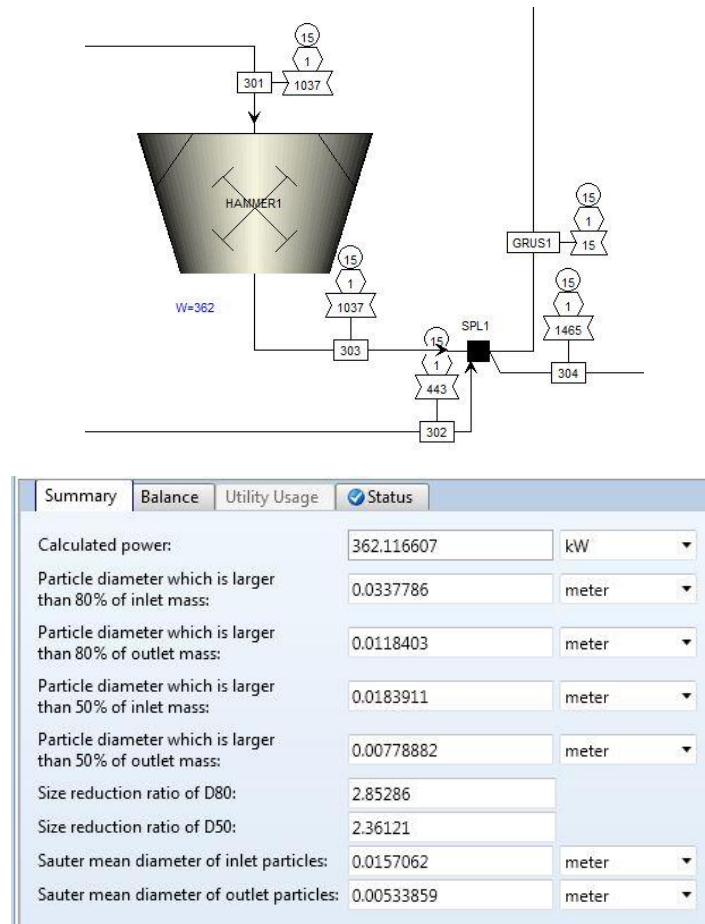 15
1
301
1037
HAMMER1
15
1
GRUS1
15
15
1
1037
W=362
15
1
1465
SPL1
15
1
303
443
304
302
Summary Balance Utility Usage Status
Calculated power: 362.116607 kW
Particle diameter which is larger
than 80% of inlet mass: 0.0337786 meter
Particle diameter which is larger
than 80% of outlet mass: 0.0118403 meter
Particle diameter which is larger
than 50% of inlet mass: 0.0183911 meter
Particle diameter which is larger
than 50% of outlet mass: 0.00778882 meter
Size reduction ratio of D80: 2.85286
Size reduction ratio of D50: 2.36121
Sauter mean diameter of inlet particles: 0.0157062 meter
Sauter mean diameter of outlet particles: 0.00533859 meter